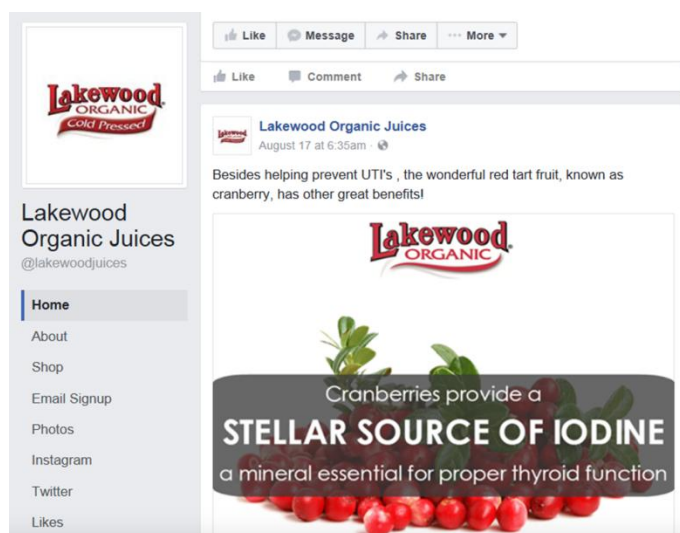 Lakewood
ORGANIC
Cold Pressed
Lakewood
Organic Juices
@lakewoodjuices
Home
About
Shop
Email Signup
Photos
Instagram
Twitter
Likes
Like Message Share ··· More
Like Comment Share
Lakewood Organic Juices
August 17 at 6:35am ·
Besides helping prevent UTI's , the wonderful red tart fruit, known as
cranberry, has other great benefits!
Lakewood
ORGANIC
Cranberries provide a
STELLAR SOURCE OF IODINE
a mineral essential for proper thyroid function